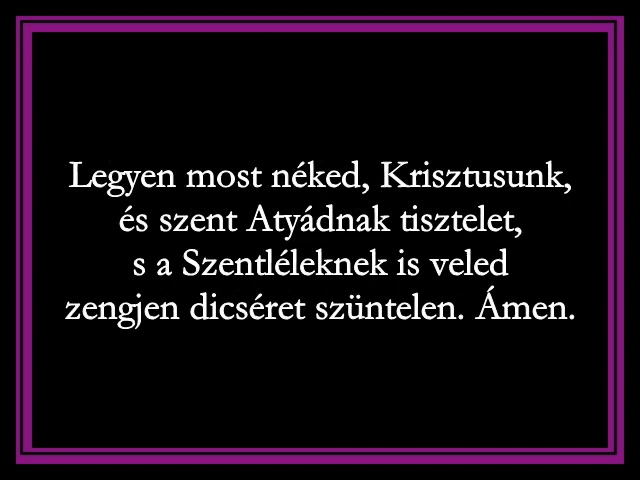 Legyen most néked, Krisztusunk,
és szent Atyádnak tisztelet,
s a Szentléleknek is veled
zengjen dicséret szüntelen. Ámen.